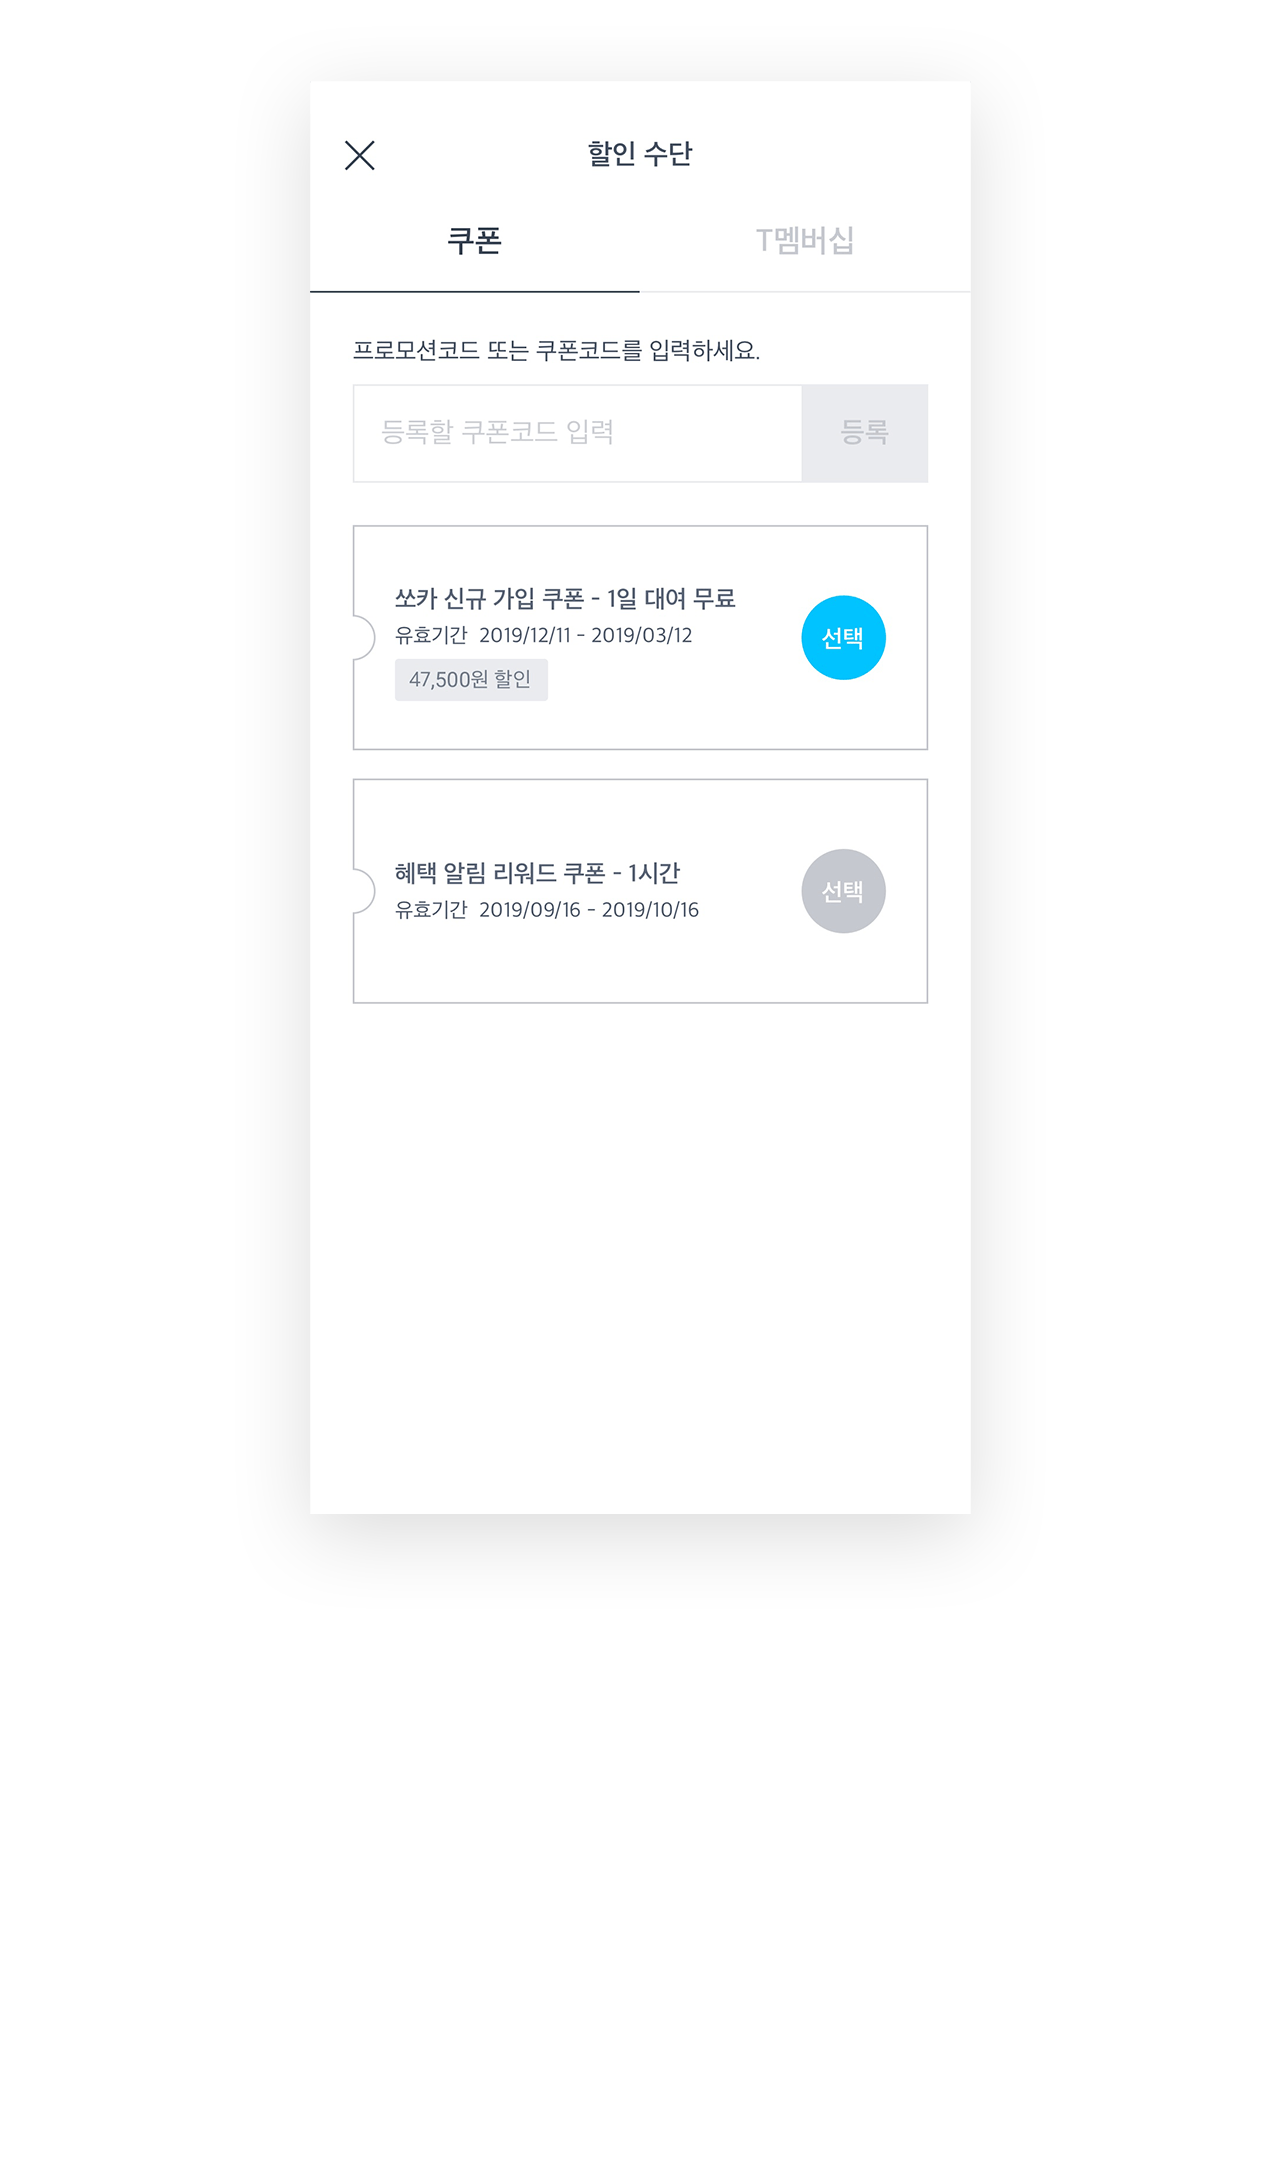 할인 수단
쿠폰
T멤버십
프로모션코드 또는 쿠폰코드를 입력하세요.
등록할 쿠폰코드 입력
등록
쏘카 신규 가입 쿠폰 - 1일 대여 무료
유효기간 2019/12/11 - 2019/03/12
47,500원 할인
선택
혜택 알림 리워드 쿠폰 - 1시간
유효기간 2019/09/16 - 2019/10/16
선택